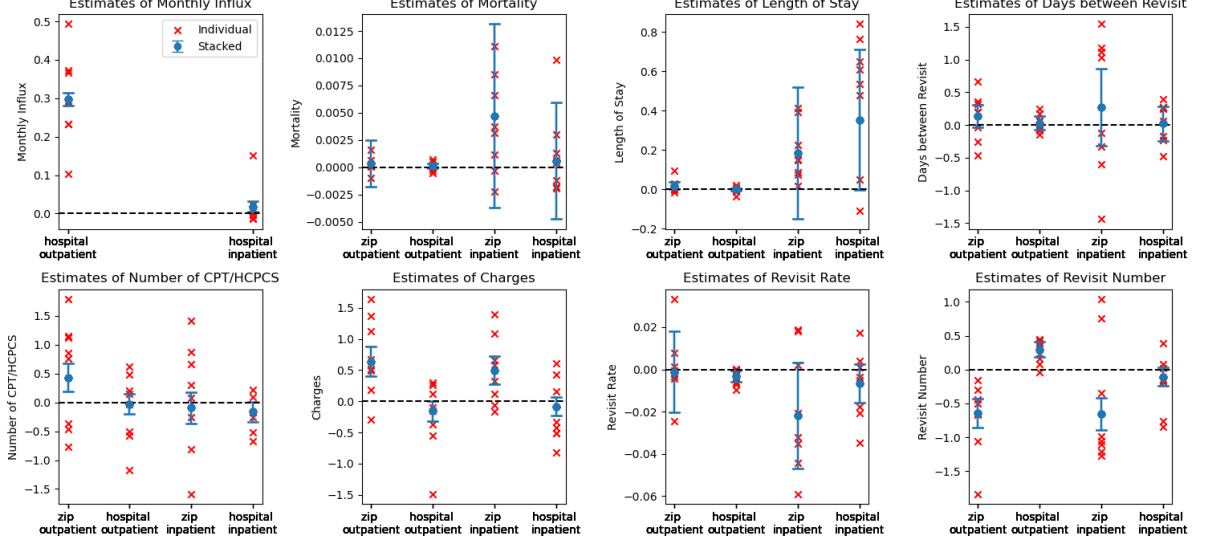 Estimates of Monthly Influx
Estimates of Mortality
Estimates of Length of Stay
Estimates of Days between Revisit
Monthly Influx
0.5
0.4
0.3
0.2
0.1
0.0
Individual
Stacked
hospital
outpatient
hospital
inpatient
Mortality
0.0125
0.0100
0.0075
0.0050
0.0025
0.0000
−0.0025
−0.0050
zip
outpatient
hospital
outpatient
zip
inpatient
hospital
inpatient
Length of Stay
0.8
0.6
0.4
0.2
0.0
−0.2
zip
outpatient
hospital
outpatient
zip
inpatient
hospital
inpatient
Days between Revisit
1.5
1.0
0.5
0.0
−0.5
−1.0
−1.5
zip
outpatient
hospital
outpatient
zip
inpatient
hospital
inpatient
Estimates of Number of CPT/HCPCS
Estimates of Charges
Estimates of Revisit Rate
Estimates of Revisit Number
Number of CPT/HCPCS
1.5
1.0
0.5
0.0
−0.5
−1.0
−1.5
zip
outpatient
hospital
outpatient
zip
inpatient
hospital
inpatient
Charges
1.5
1.0
0.5
0.0
−0.5
−1.0
−1.5
zip
outpatient
hospital
outpatient
zip
inpatient
hospital
inpatient
Revisit Rate
0.02
0.00
−0.02
−0.04
−0.06
zip
outpatient
hospital
outpatient
zip
inpatient
hospital
inpatient
Revisit Number
1.0
0.5
0.0
−0.5
−1.0
−1.5
zip
outpatient
hospital
outpatient
zip
inpatient
hospital
inpatient